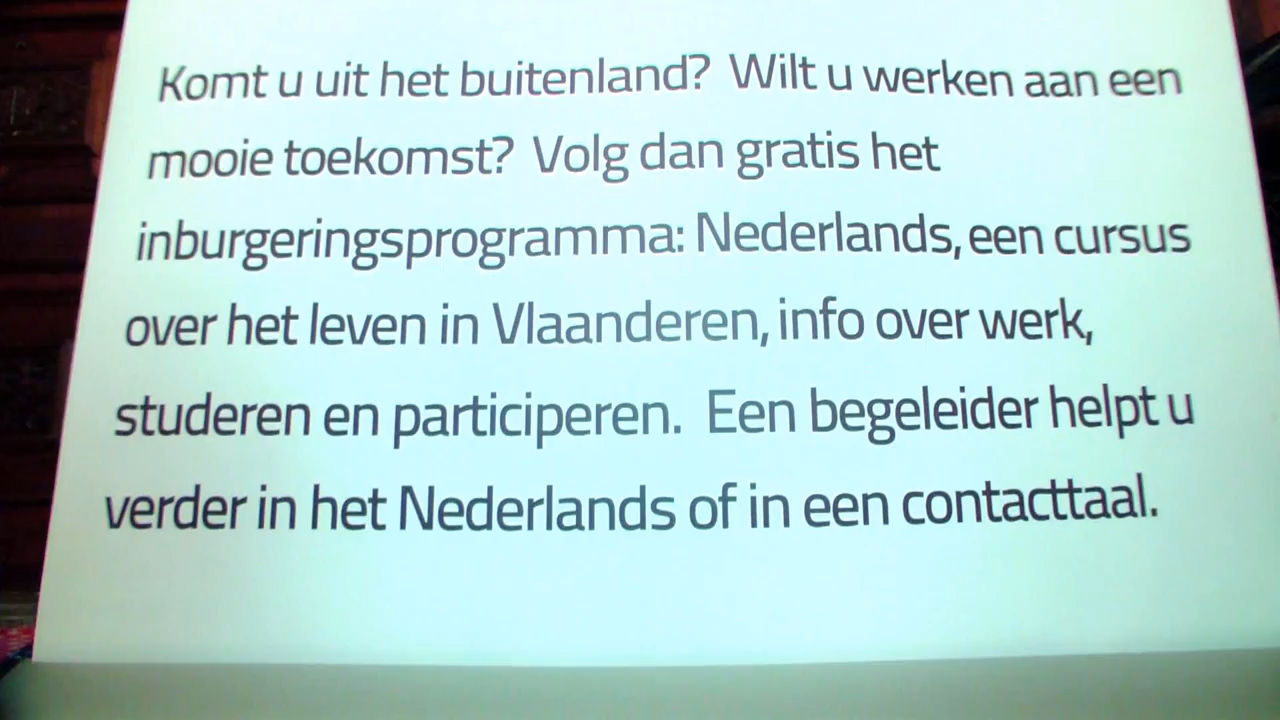 Komt u uit het buitenland? Wilt u werken aan een
mooie toekomst? Volg dan gratis het
inburgeringsprogramma: Nederlands, een cursus
over het leven in Vlaanderen, info over werk,
studeren en participeren. Een begeleider helpt u
verder in het Nederlands of in een contacttaal.